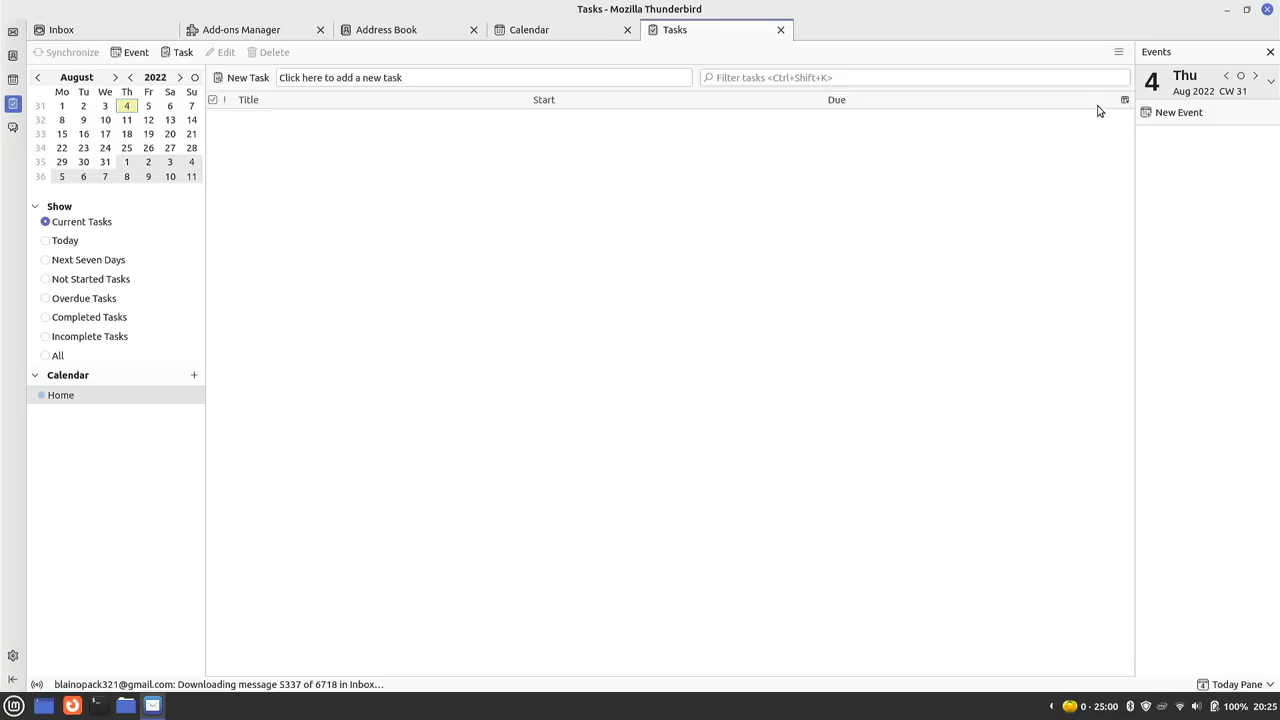 Tasks - Mozilla Thunderbird
Inbox
Add-ons Manager
Address Book
Calendar
Tasks
Synchronize
Event
Task
Edit
Delete
Events
August
2022
New Task
Click here to add a new task
Filter tasks <Ctrl+Shift+K>
4
Thu
Aug 2022 CW 31
New Event
Mo Tu We Th Fr Sa Su
31 1 2 3 4 5 6 7
32 8 9 10 11 12 13 14
33 15 16 17 18 19 20 21
34 22 23 24 25 26 27 28
35 29 30 31 1 2 3 4
36 5 6 7 8 9 10 11
! Title
Start
Due
Show
Current Tasks
Today
Next Seven Days
Not Started Tasks
Overdue Tasks
Completed Tasks
Incomplete Tasks
All
Calendar
Home
blainopack321@gmail.com: Downloading message 5337 of 6718 in Inbox...
Today Pane
0 · 25:00
100%
20:25